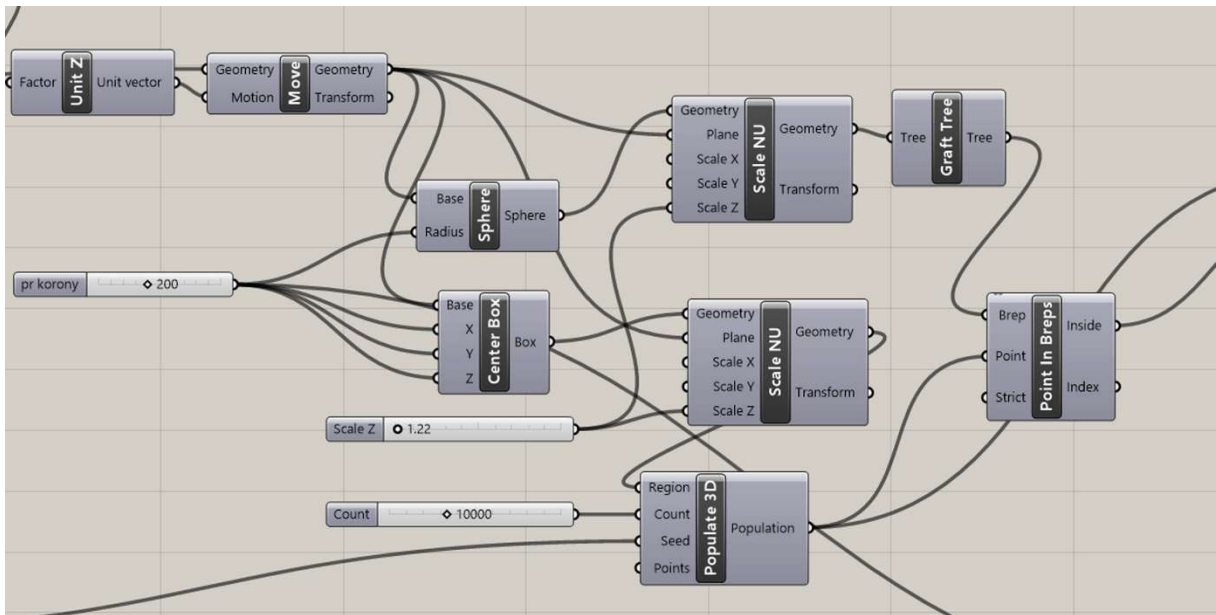 Factor Unit Z Unit vector
Geometry Move Geometry
Motion Transform
Base Sphere Sphere
Radius
pr korony 200
Base Center Box Box
X
Y
Z
Geometry Scale NU Geometry
Plane
Scale X
Scale Y Transform
Scale Z
Tree Graft Tree Tree
Geometry Scale NU Geometry
Plane
Scale X
Scale Y Transform
Scale Z
Scale Z 1.22
Brep Point In Breps Inside
Point
Strict Index
Count 10000
Region Populate 3D Population
Count
Seed
Points